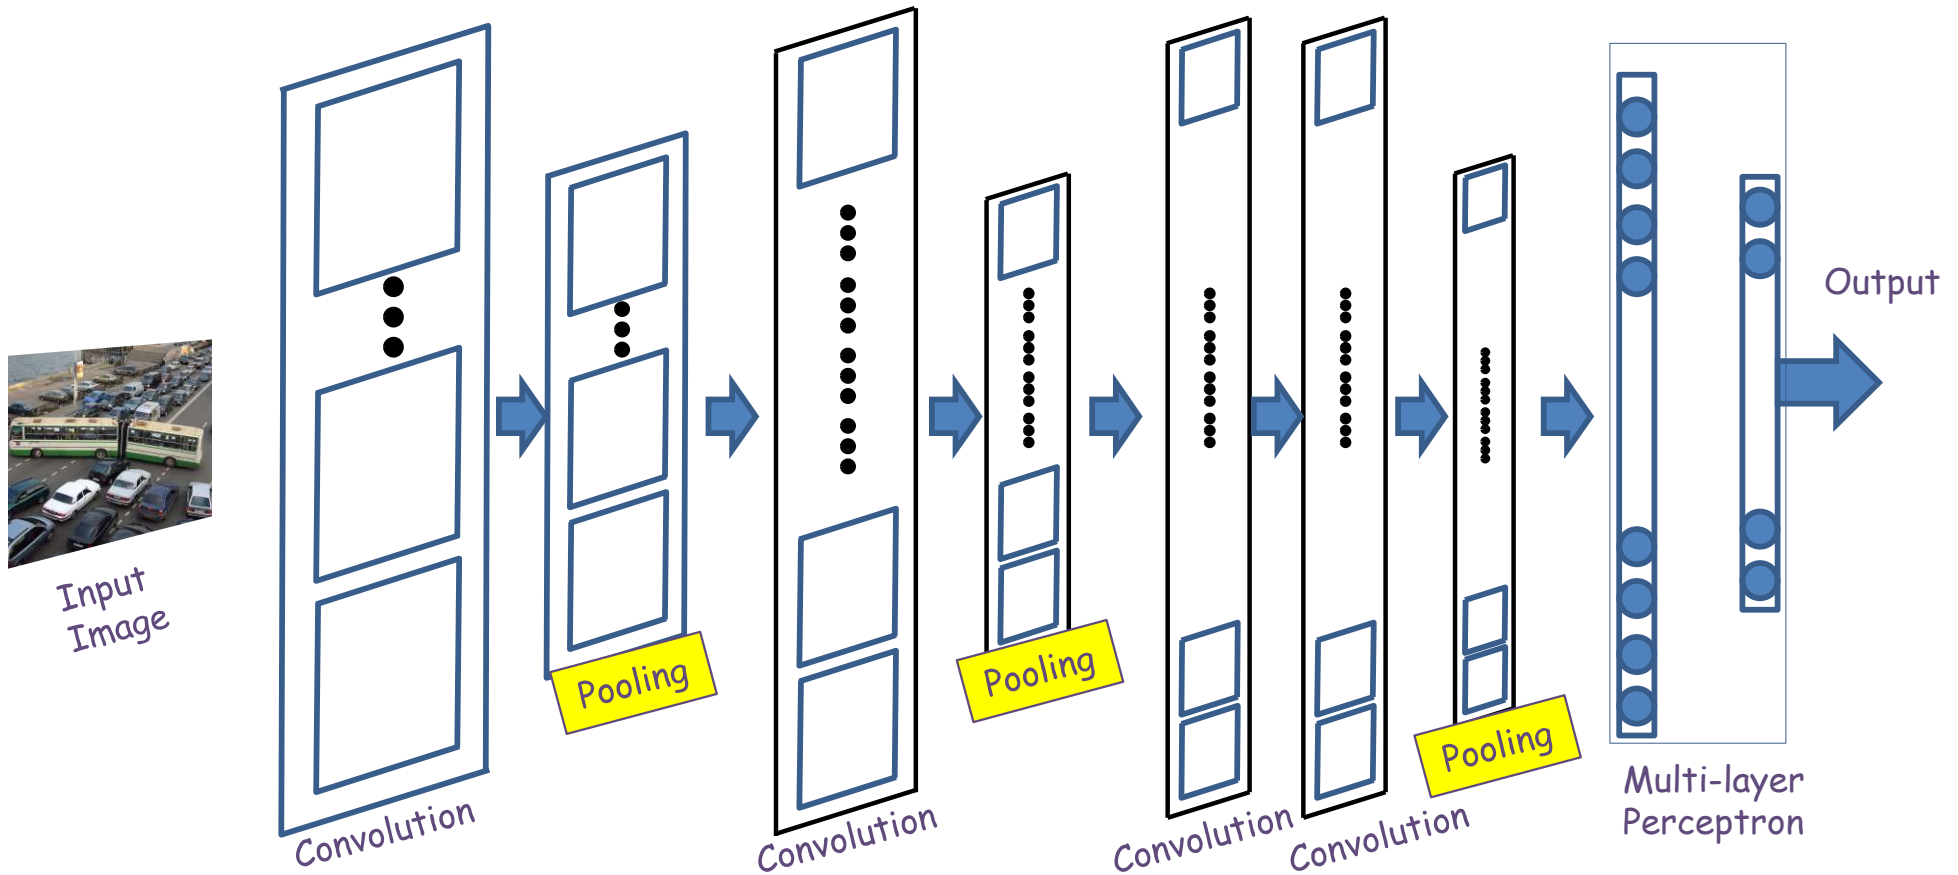 Input
Image
Convolution
Pooling
Convolution
Pooling
Convolution
Convolution
Pooling
Multi-layer
Perceptron
Output